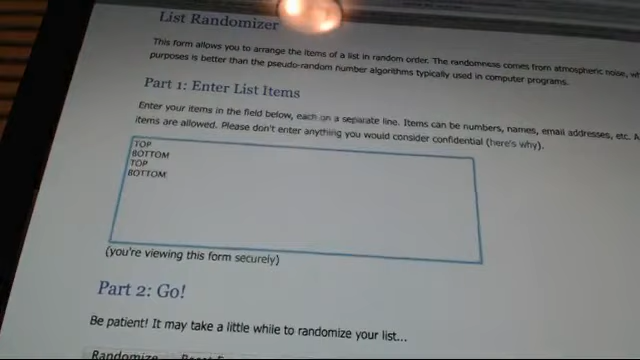 List Randomizer
This form allows you to arrange the items of a list in random order. The randomness comes from atmospheric noise,
purposes is better than the pseudo-random number algorithms typically used in computer programs.
Part 1: Enter List Items
Enter your items in the field below, each on a separate line. Items can be numbers, names, email addresses, etc. A
items are allowed. Please don't enter anything you would consider confidential (here's why).
TOP
BOTTOM
TOP
BOTTOM
(you're viewing this form securely)
Part 2: Go!
Be patient! It may take a little while to randomize your list...
Randomize